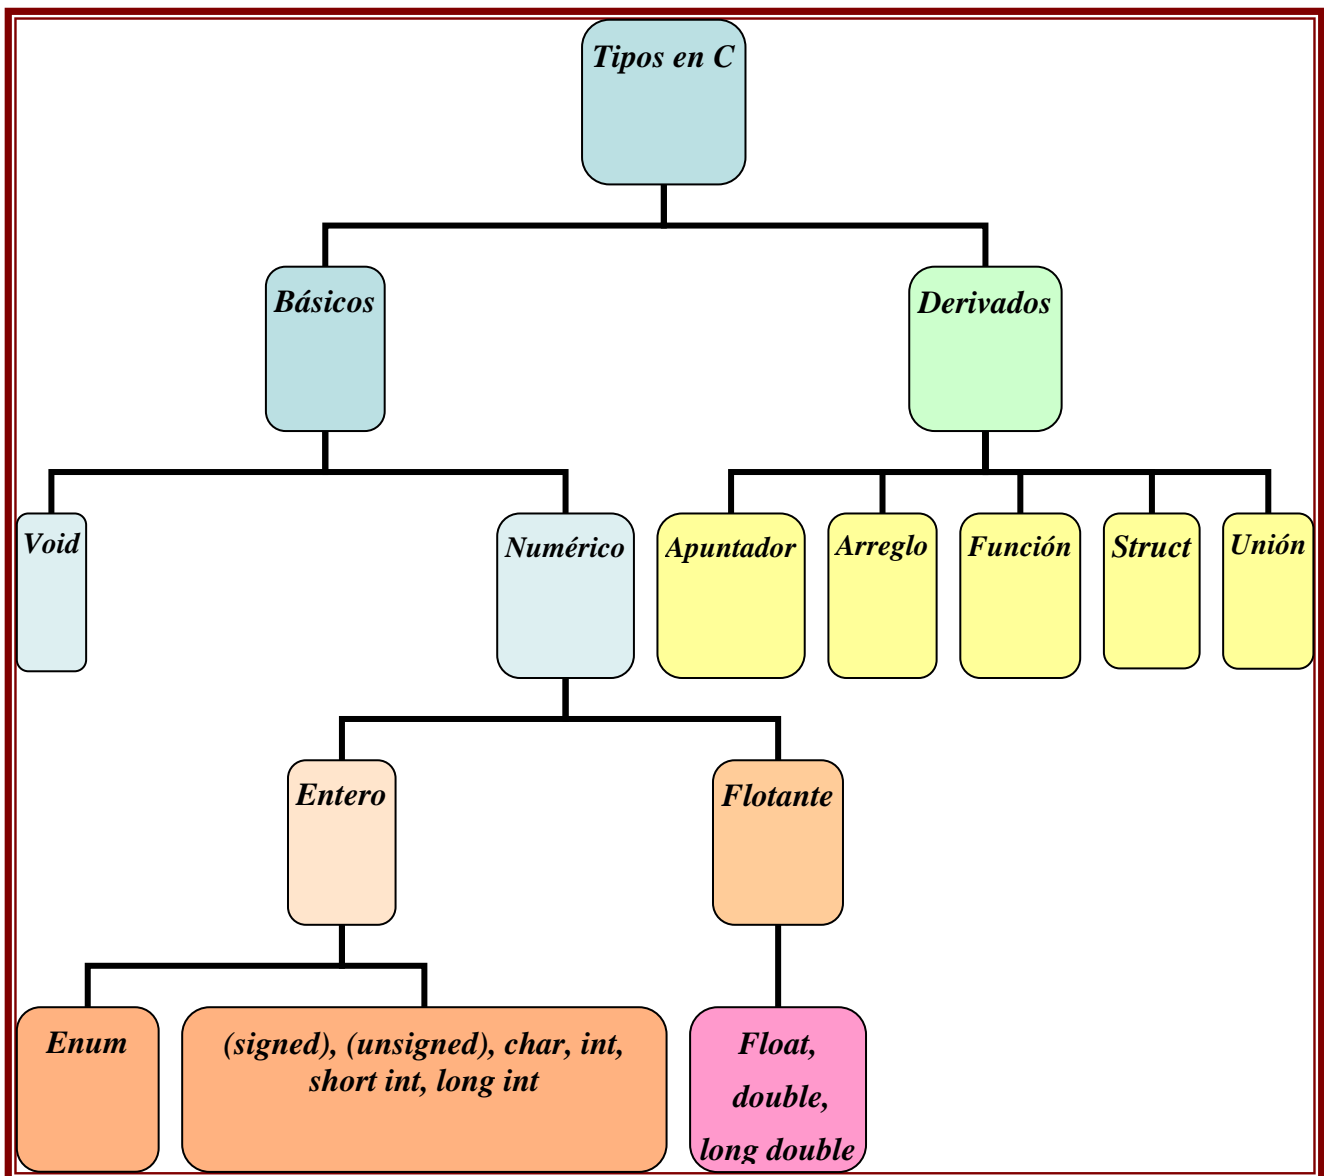 Tipos en C
Básicos
Derivados
Void
Numérico
Apuntador
Arreglo
Función
Struct
Unión
Entero
Flotante
Enum
(signed), (unsigned), char, int,
short int, long int
Float,
double,
long double